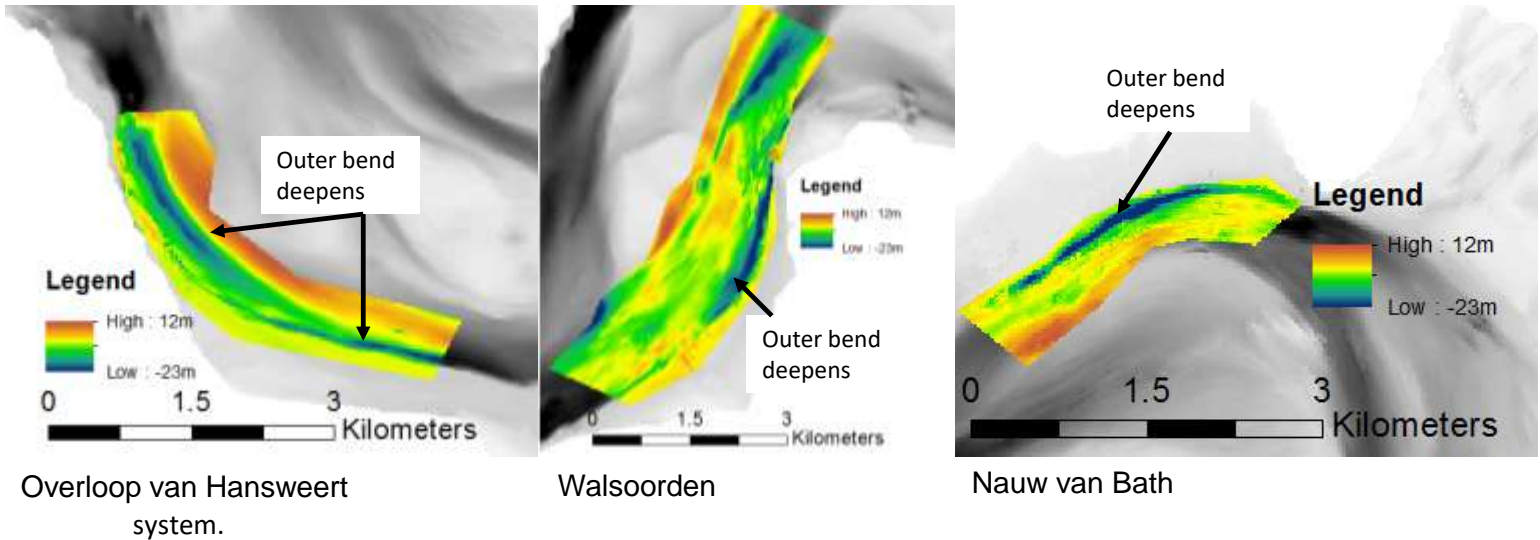 Outer bend
deepens
Legend
High : 12m
Low : -23m
0 1.5 3
Kilometers
Overloop van Hansweert
system.
Legend
High : 12m
Low : -23m
Outer bend
deepens
0 1.5 3
Kilometers
Walsoorden
Outer bend
deepens
Legend
High : 12m
Low : -23m
0 1.5 3
Kilometers
Nauw van Bath